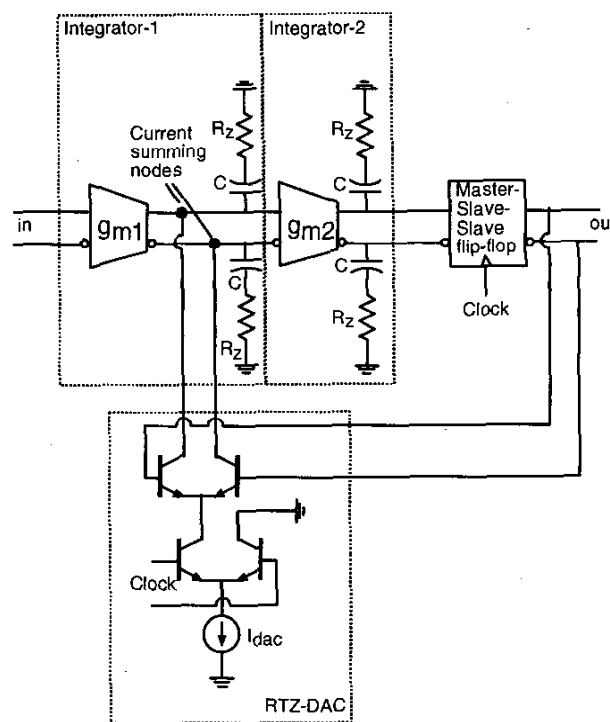 Integrator-1
Integrator-2
Rz
Rz
Current
summing
nodes
C
C
in
gm1
gm2
Master-
Slave-
Slave
flip-flop
ou
C
C
Clock
Rz
Rz
Clock
Idac
RTZ-DAC